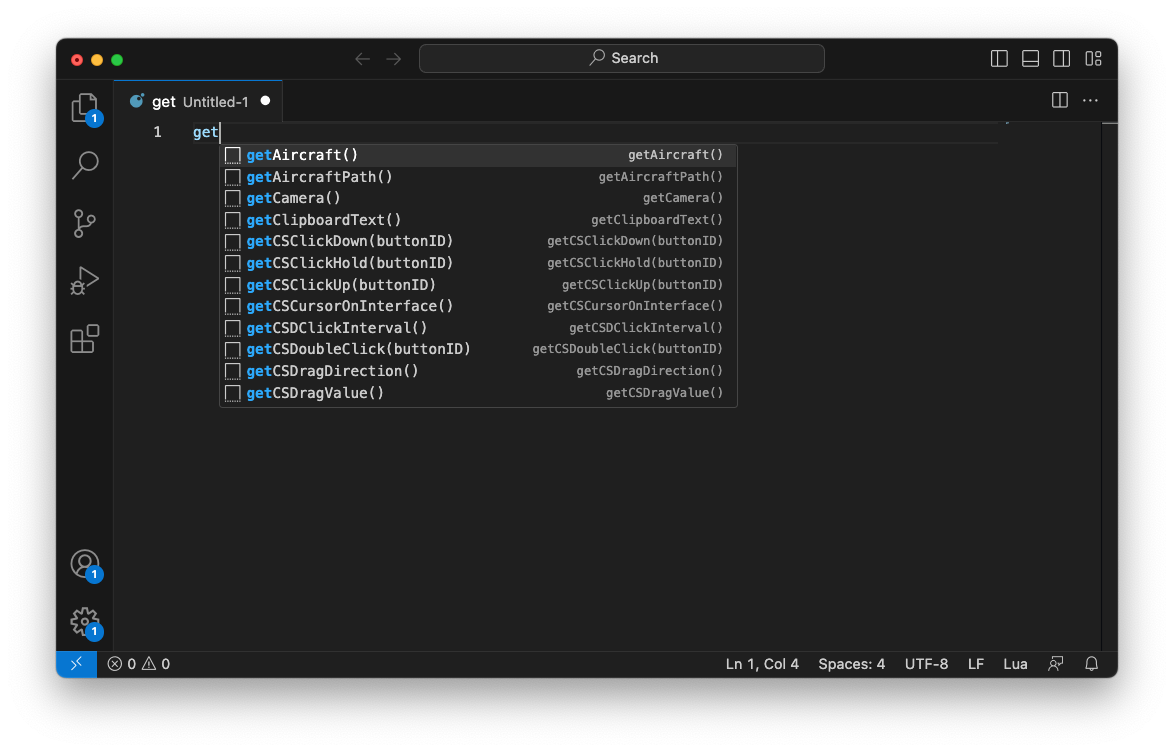 Search
get Untitled-1
1 get
getAircraft() getAircraft()
getAircraftPath() getAircraftPath()
getCamera() getCamera()
getClipboardText() getClipboardText()
getCSClickDown(buttonID) getCSClickDown(buttonID)
getCSClickHold(buttonID) getCSClickHold(buttonID)
getCSClickUp(buttonID) getCSClickUp(buttonID)
getCSCursorOnInterface() getCSCursorOnInterface()
getCSDClickInterval() getCSDClickInterval()
getCSDoubleClick(buttonID) getCSDoubleClick(buttonID)
getCSDragDirection() getCSDragDirection()
getCSDragValue() getCSDragValue()
1
1
1
0 0 Ln 1, Col 4 Spaces: 4 UTF-8 LF Lua